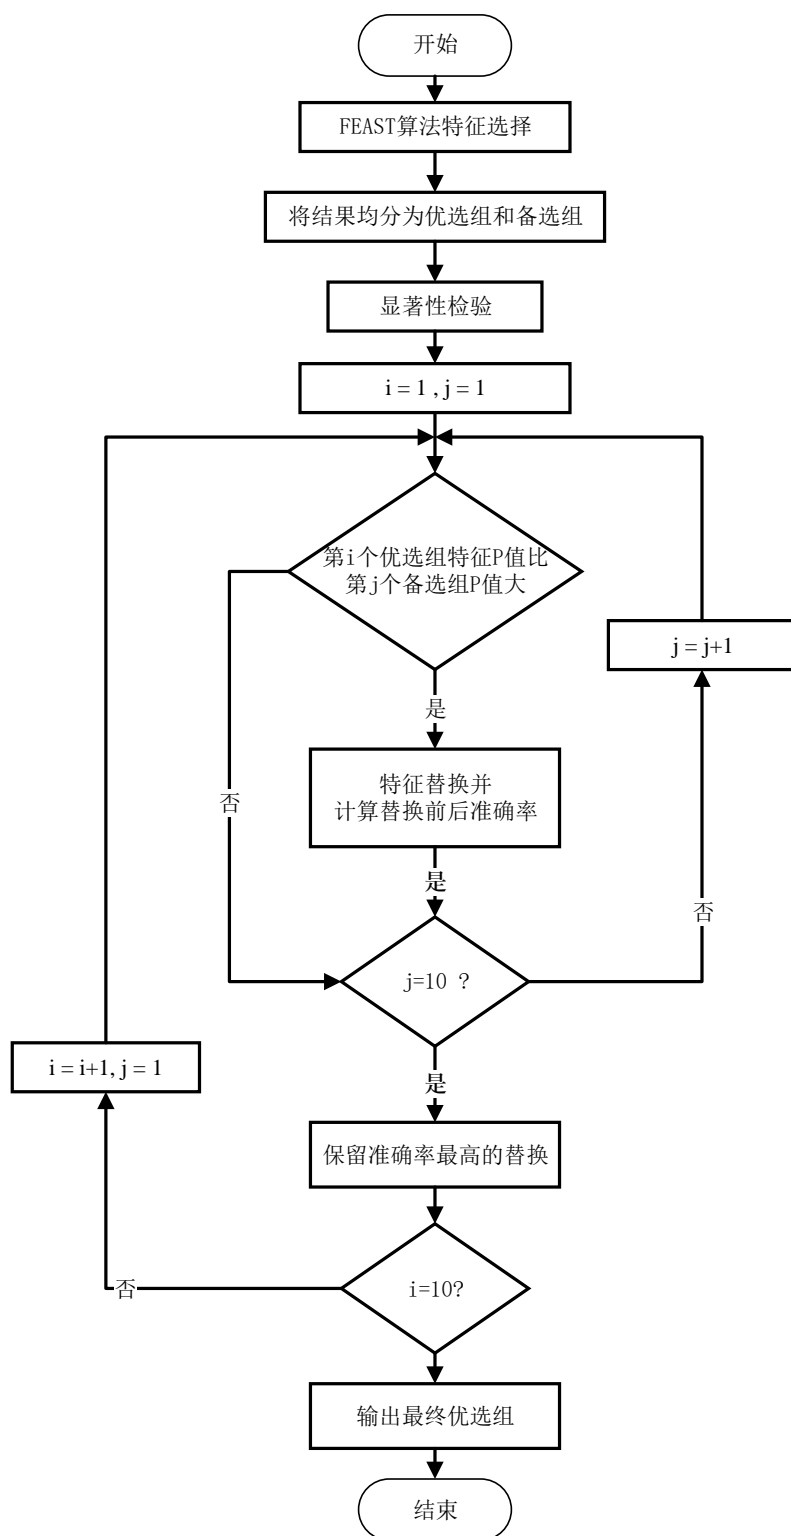 开始
FEAST算法特征选择
将结果均分为优选组和备选组
显著性检验
i = 1 , j = 1
第i个优选组特征P值比
第j个备选组P值大
j = j+1
是
特征替换并
计算替换前后准确率
否
是
否
j=10 ?
i = i+1, j = 1
是
保留准确率最高的替换
否
i=10?
输出最终优选组
结束